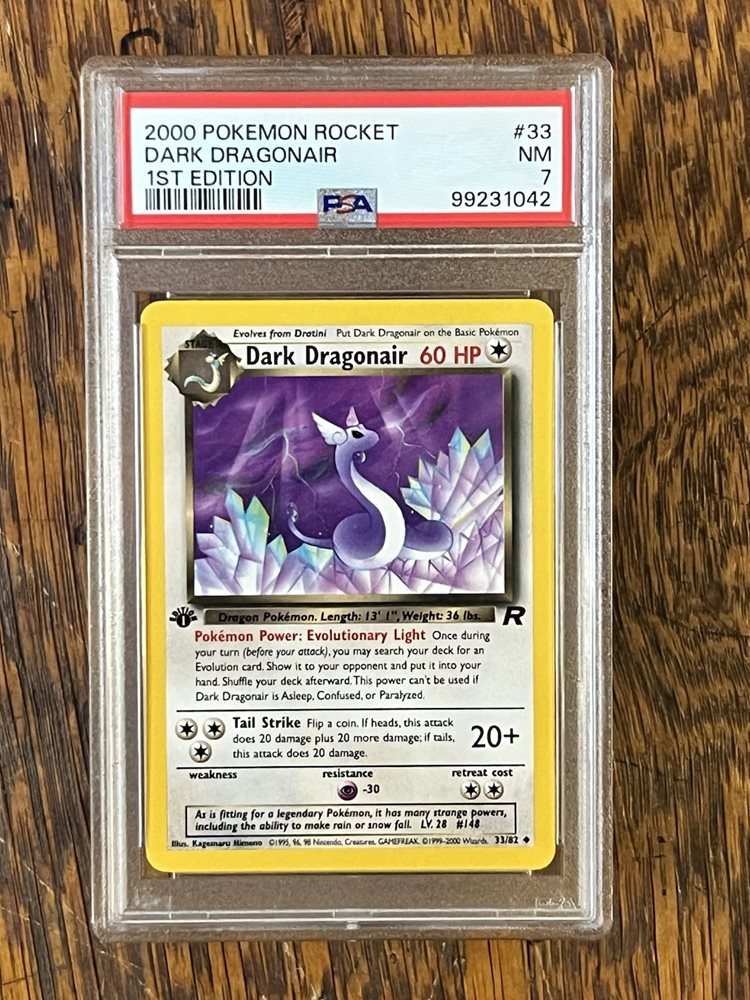 2000 POKEMON ROCKET #33
DARK DRAGONAIR NM
1ST EDITION 7
PSA 99231042
Evolves from Dratini Put Dark Dragonair on the Basic Pokémon
STAGE 1
Dark Dragonair 60 HP
EDITION
1
Dragon Pokémon. Length: 13' 1", Weight: 36 lbs.
R
Pokémon Power: Evolutionary Light Once during
your turn (before your attack), you may search your deck for an
Evolution card. Show it to your opponent and put it into your
hand. Shuffle your deck afterward. This power can't be used if
Dark Dragonair is Asleep, Confused, or Paralyzed.
Tail Strike Flip a coin. If heads, this attack
does 20 damage plus 20 more damage; if tails,
this attack does 20 damage.
20+
weakness resistance retreat cost
-30
As is fitting for a legendary Pokémon, it has many strange powers,
including the ability to make rain or snow fall. LV. 28 #148
Illus. Kagemaru Himeno ©1995, 96, 98 Nintendo, Creatures, GAMEFREAK. ©1999-2000 Wizards. 33/82